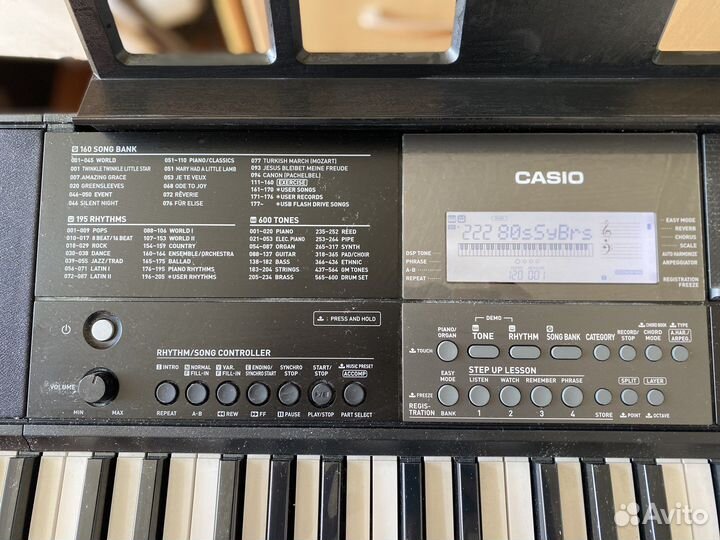 160 SONG BANK
001-045 WORLD
001 TWINKLE TWINKLE LITTLE STAR
007 AMAZING GRACE
020 GREENSLEEVES
046-050 EVENT
046 SILENT NIGHT
051-110 PIANO/CLASSICS
051 MARY HAD A LITTLE LAMB
053 JE TE VEUX
068 ODE TO JOY
072 RÊVERIE
076 FÜR ELISE
077 TURKISH MARCH (MOZART)
093 JESUS BLEIBET MEINE FREUDE
094 CANON (PACHELBEL)
111-160 EXERCISE
161-170 *USER SONGS
171-176 *USER RECORDS
177- *USB FLASH DRIVE SONGS
195 RHYTHMS
001-009 POPS
010-017 8 BEAT/16 BEAT
018-029 ROCK
030-038 DANCE
039-055 JAZZ/TRAD
056-071 LATIN I
072-087 LATIN II
088-106 WORLD I
107-153 WORLD II
154-159 COUNTRY
160-164 ENSEMBLE/ORCHESTRA
165-175 BALLAD
176-195 PIANO RHYTHMS
196-205 *USER RHYTHMS
600 TONES
001-020 PIANO
021-053 ELEC.PIANO
054-087 ORGAN
088-137 GUITAR
138-182 BASS
183-204 STRINGS
205-234 BRASS
235-252 REED
253-264 PIPE
265-317 SYNTH
318-365 PAD/CHOIR
366-436 ETHNIC
437-564 GM TONES
565-600 DRUM SET
CASIO
222 80sSyBrs
120 001
DSP TONE
PHRASE
A-B
REPEAT
EASY MODE
REVERB
CHORUS
SCALE
AUTO HARMONIZE
ARPEGGIATOR
REGISTRATION
FREEZE
: PRESS AND HOLD
RHYTHM/SONG CONTROLLER
INTRO
NORMAL FILL-IN
VAR. FILL-IN
ENDING/SYNCHRO START
SYNCHRO STOP
START/STOP
MUSIC PRESET
ACCOMP
REPEAT
A-B
REW
FF
PAUSE
PLAY/STOP
PART SELECT
VOLUME
MIN
MAX
DEMO
PIANO/ORGAN
TONE
RHYTHM
SONG BANK
CATEGORY
RECORD/STOP
CHORD BOOK
CHORD MODE
TYPE
A.HAR./ARPEG.
TOUCH
STEP UP LESSON
EASY MODE
LISTEN
WATCH
REMEMBER
PHRASE
SPLIT
LAYER
FREEZE
REGISTRATION
BANK
1
2
3
4
STORE
POINT
OCTAVE
Avito